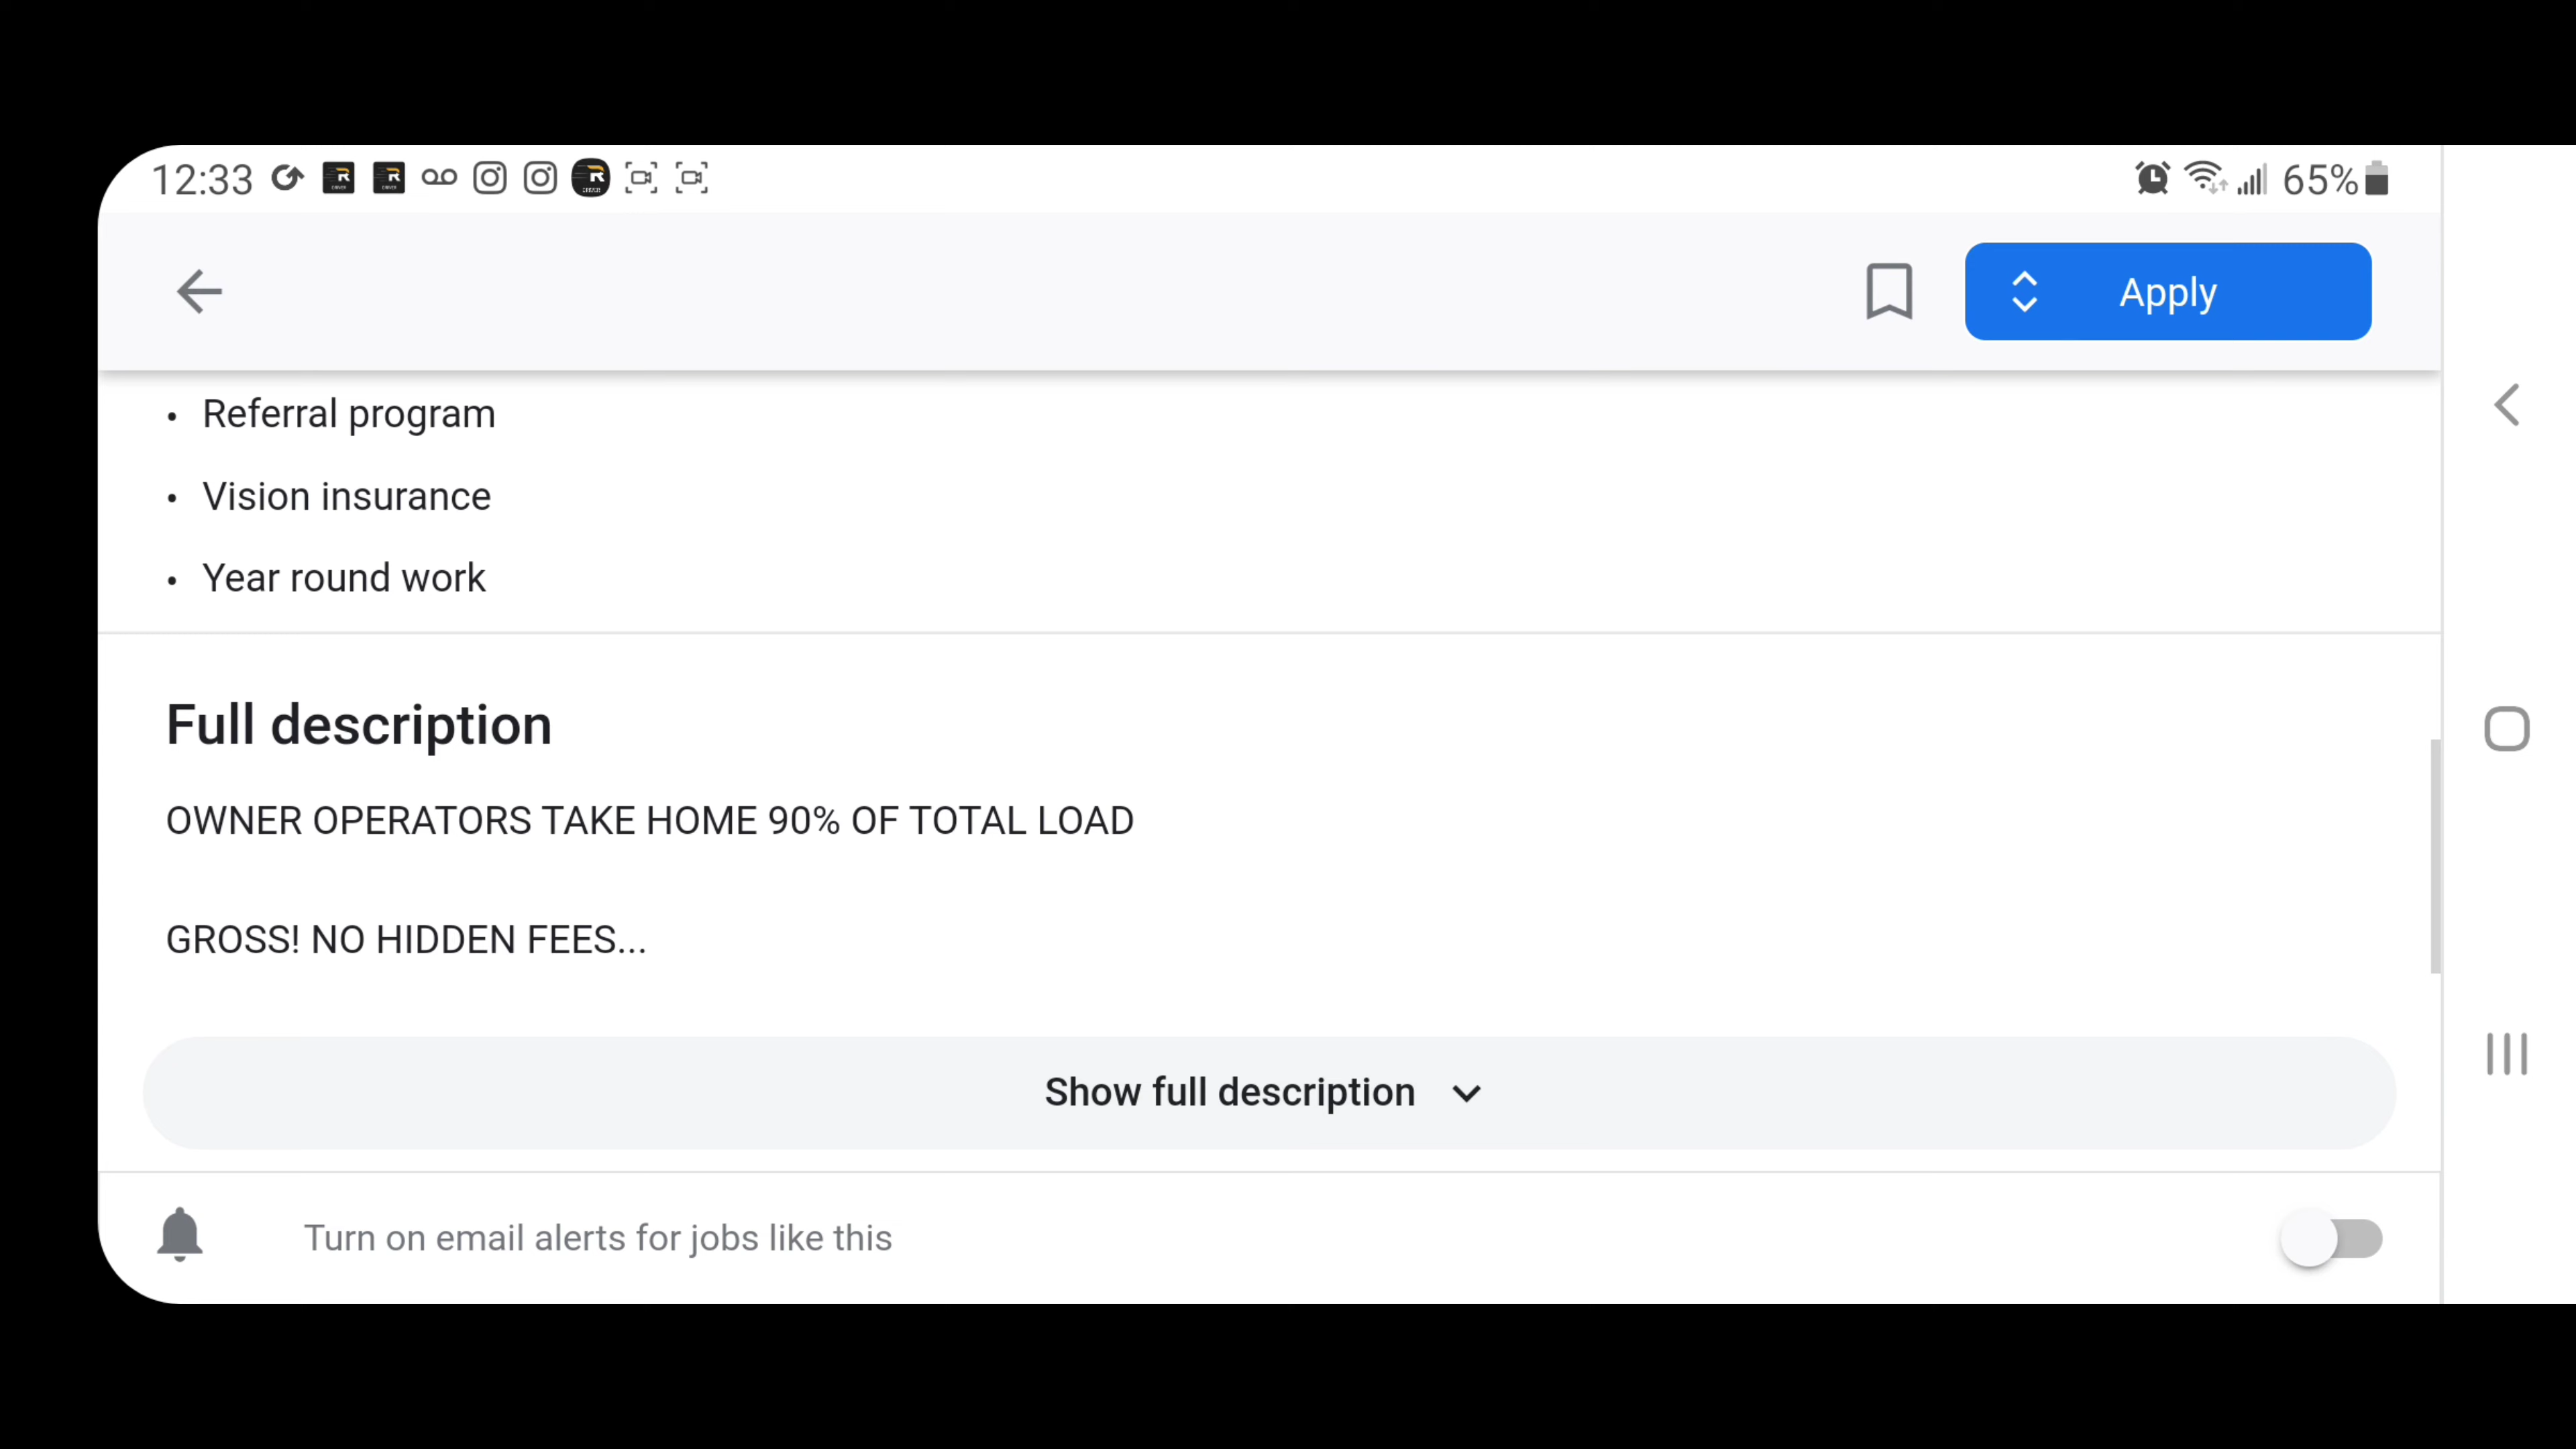 12:33
65%
Apply
• Referral program
• Vision insurance
• Year round work
Full description
OWNER OPERATORS TAKE HOME 90% OF TOTAL LOAD
GROSS! NO HIDDEN FEES...
Show full description
Turn on email alerts for jobs like this